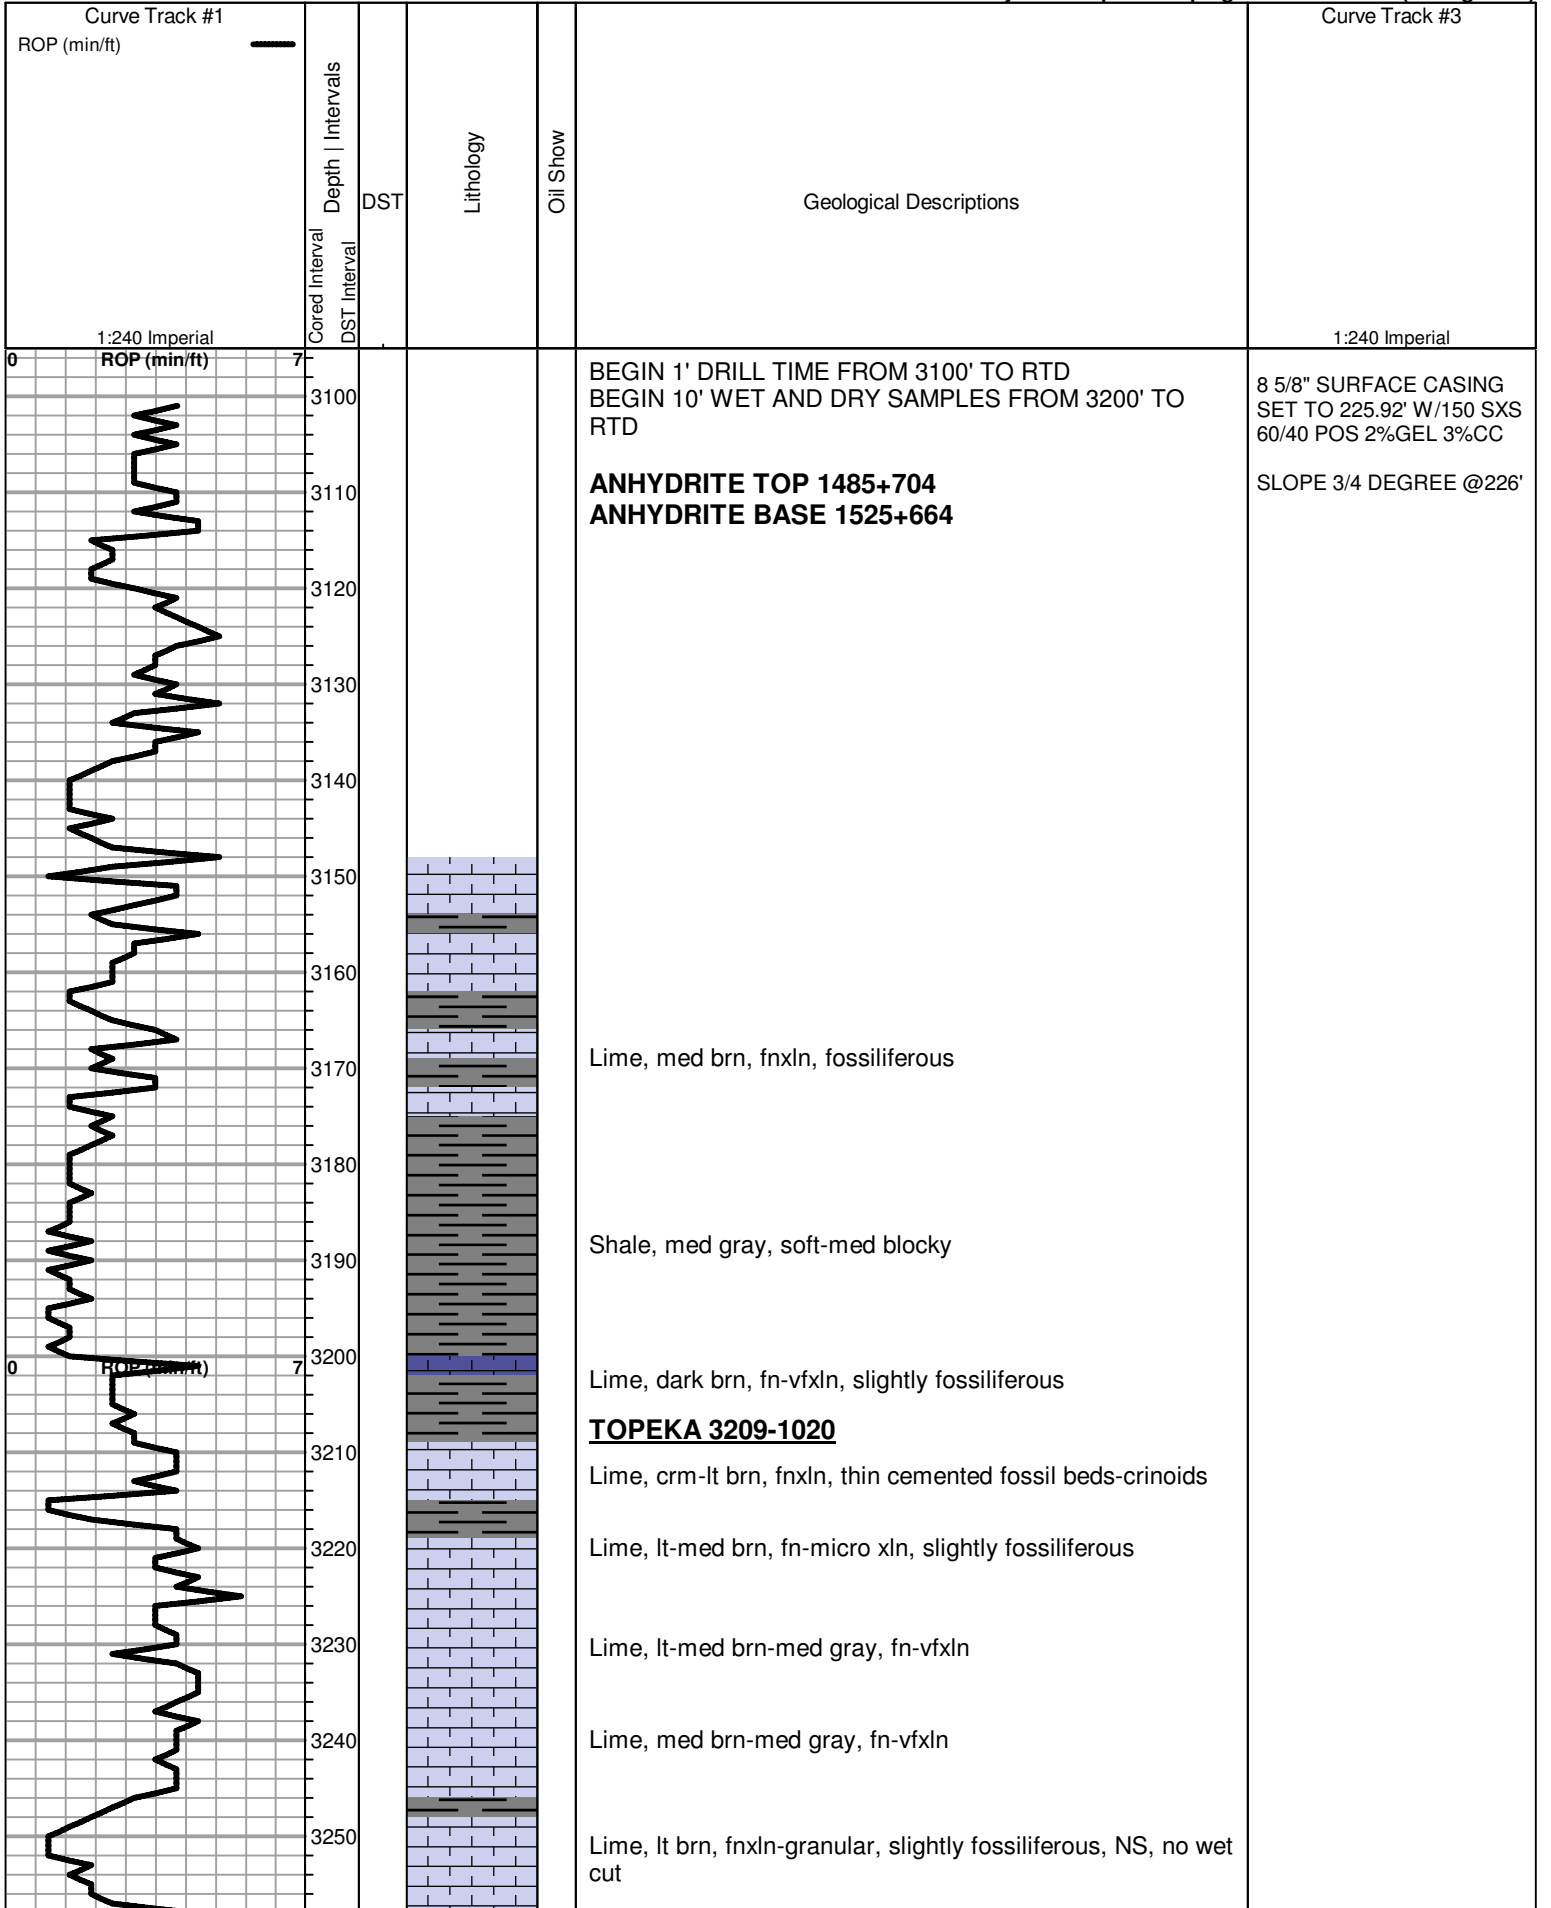 Curve Track #1
ROP (min/ft)
1:240 Imperial
Depth | Intervals
Cored Interval
DST Interval
DST
Lithology
Oil Show
Geological Descriptions
Curve Track #3
1:240 Imperial
0 ROP (min/ft) 7
BEGIN 1' DRILL TIME FROM 3100' TO RTD
BEGIN 10' WET AND DRY SAMPLES FROM 3200' TO
RTD
8 5/8" SURFACE CASING
SET TO 225.92' W/150 SXS
60/40 POS 2%GEL 3%CC
3100
ANHYDRITE TOP 1485+704
SLOPE 3/4 DEGREE @226'
3110
ANHYDRITE BASE 1525+664
3120
3130
3140
3150
3160
Lime, med brn, fnxln, fossiliferous
3170
3180
Shale, med gray, soft-med blocky
3190
3200
0 ROP (min/ft) 7
Lime, dark brn, fn-vfxln, slightly fossiliferous
TOPEKA 3209-1020
3210
Lime, crm-lt brn, fnxln, thin cemented fossil beds-crinoids
3220
Lime, lt-med brn, fn-micro xln, slightly fossiliferous
3230
Lime, lt-med brn-med gray, fn-vfxln
3240
Lime, med brn-med gray, fn-vfxln
3250
Lime, lt brn, fnxln-granular, slightly fossiliferous, NS, no wet
cut